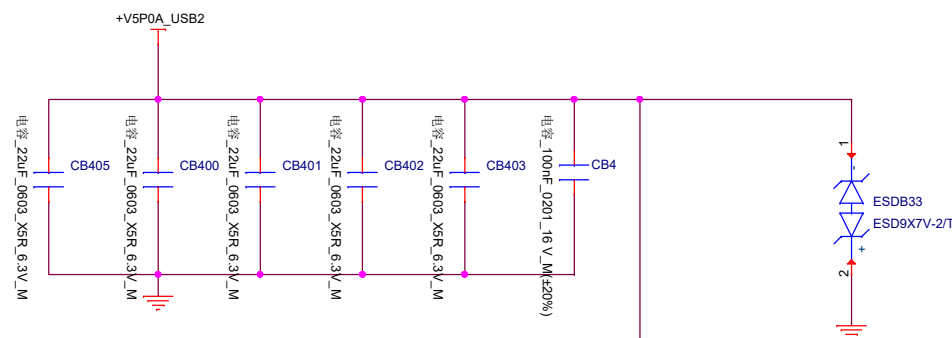 +V5P0A_USB2
电容_22uF_0603_X5R_6.3V_M
CB405
电容_22uF_0603_X5R_6.3V_M
CB400
电容_22uF_0603_X5R_6.3V_M
CB401
电容_22uF_0603_X5R_6.3V_M
CB402
电容_22uF_0603_X5R_6.3V_M
CB403
电容_100nF_0201_16 V_M(±20%)
CB4
1
-
ESDB33
ESD9X7V-2/T
+
2